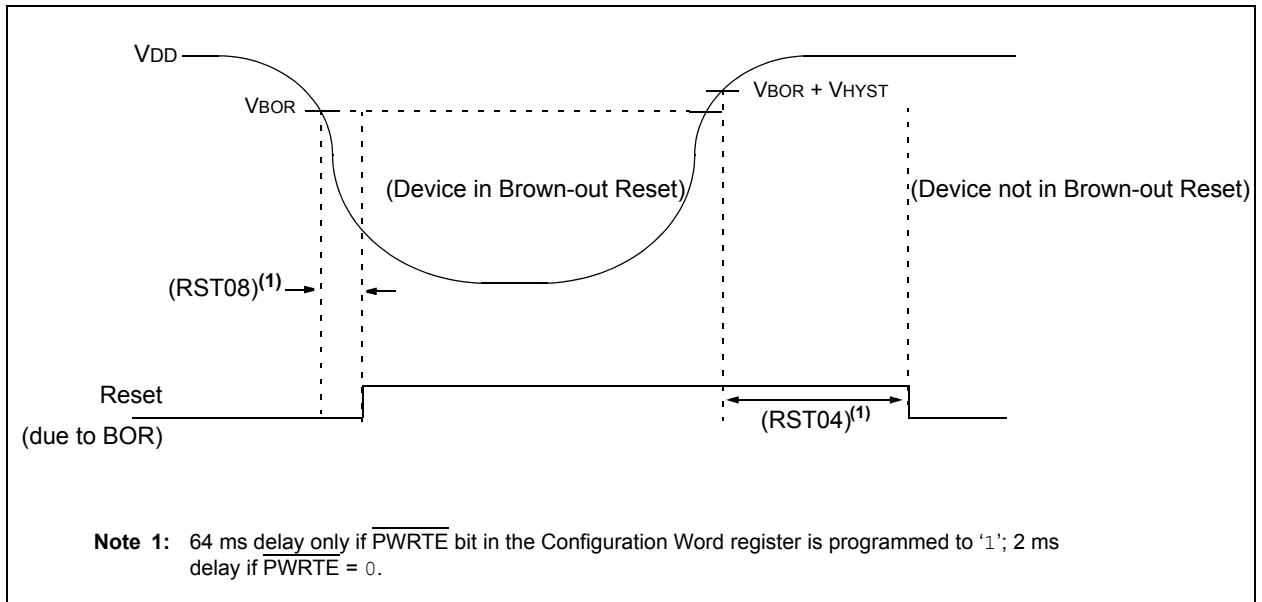 VDD
VBOR
VBOR + VHYST
(Device in Brown-out Reset)
(Device not in Brown-out Reset)
(RST08)(1)
Reset
(due to BOR)
(RST04)(1)
Note 1: 64 ms delay only if PWRTE bit in the Configuration Word register is programmed to ‘1’; 2 ms
delay if PWRTE = 0.